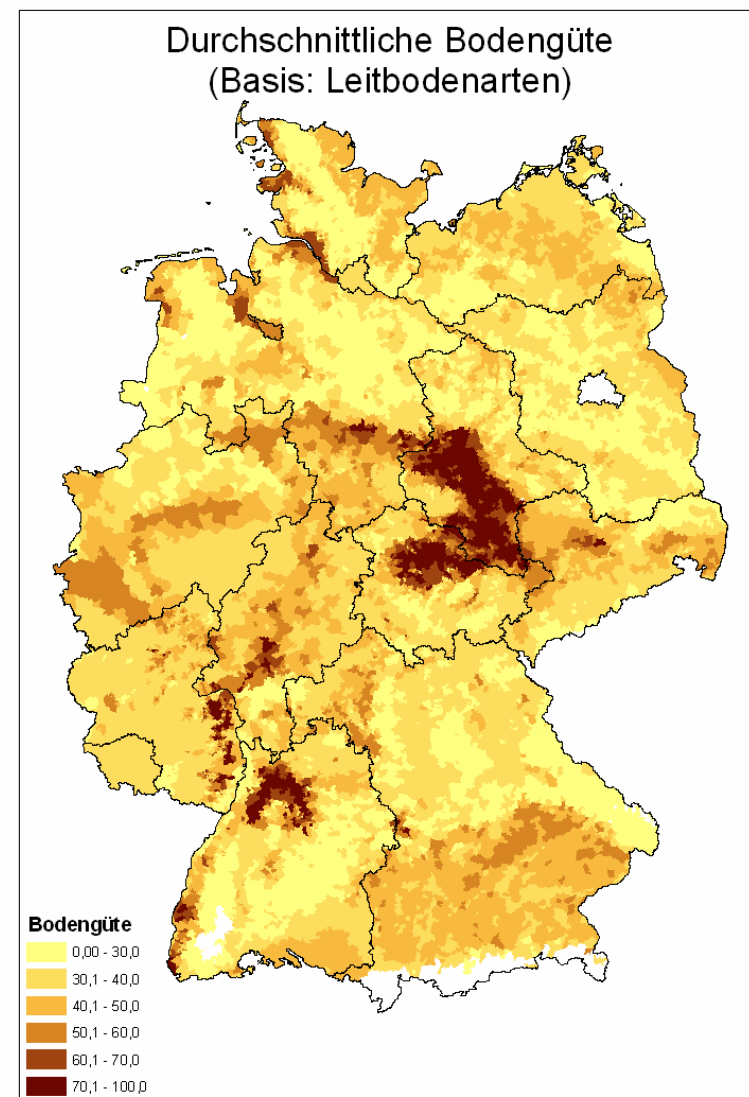 Durchschnittliche Bodengüte
(Basis: Leitbodenarten)
Bodengüte
0,00 - 30,0
30,1 - 40,0
40,1 - 50,0
50,1 - 60,0
60,1 - 70,0
70,1 - 100,0